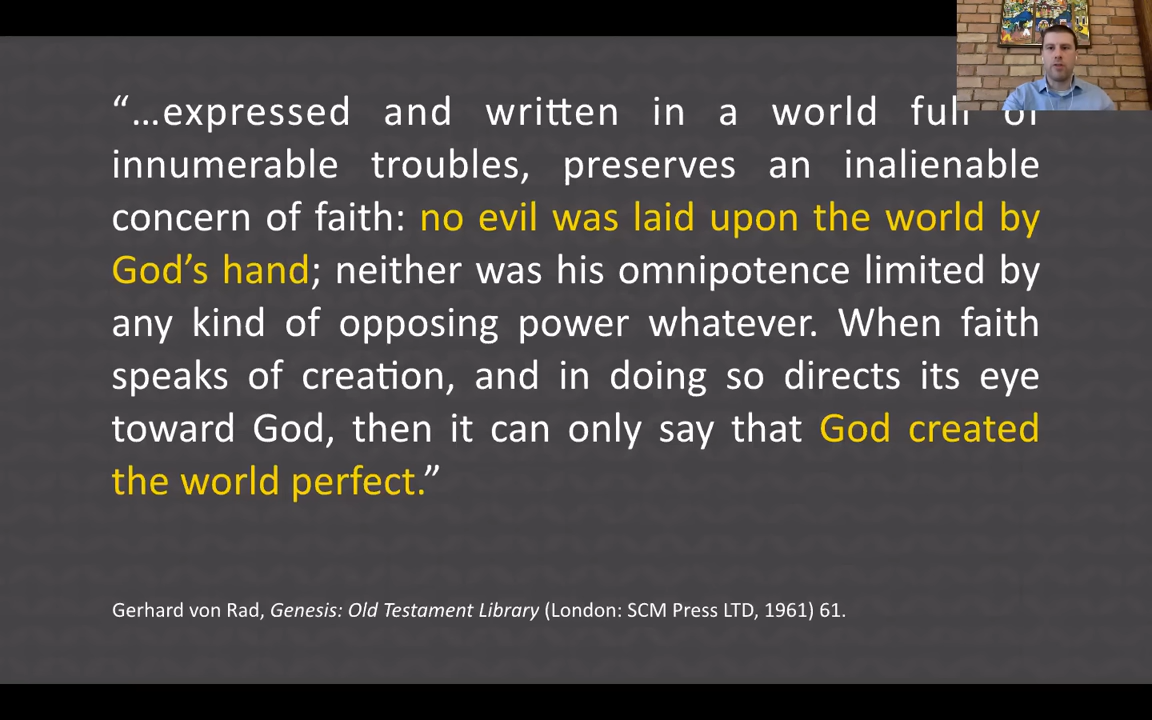 “…expressed and written in a world full of
innumerable troubles, preserves an inalienable
concern of faith: no evil was laid upon the world by
God’s hand; neither was his omnipotence limited by
any kind of opposing power whatever. When faith
speaks of creation, and in doing so directs its eye
toward God, then it can only say that God created
the world perfect.”
Gerhard von Rad, Genesis: Old Testament Library (London: SCM Press LTD, 1961) 61.